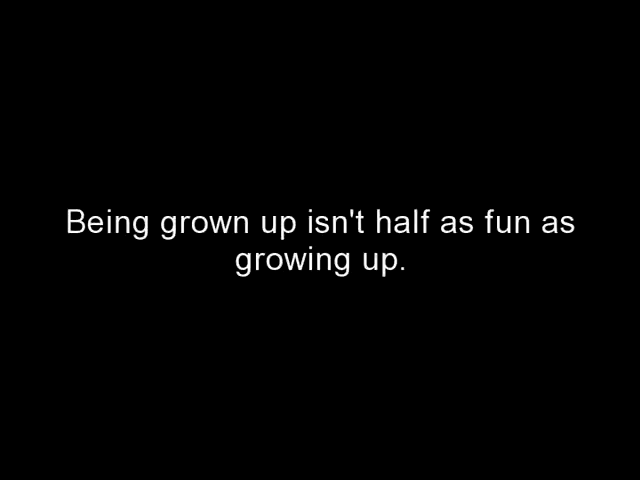 Being grown up isn't half as fun as
growing up.